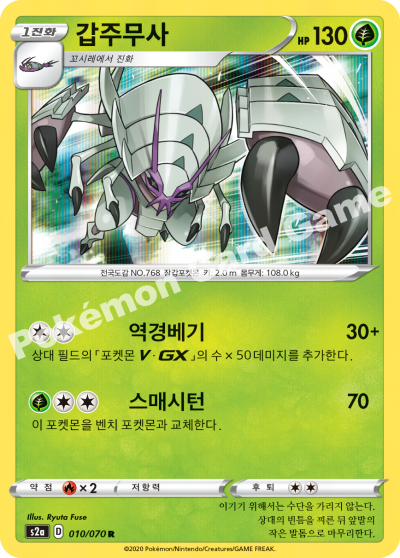 1진화
갑주무사
HP 130
꼬시레에서 진화
전국도감 NO.768 장갑포켓몬 키: 2.0m 몸무게: 108.0kg
Pokémon Card Game
역경베기 30+
상대 필드의 「포켓몬 V·GX」의 수 × 50데미지를 추가한다.
스매시턴 70
이 포켓몬을 벤치 포켓몬과 교체한다.
약점 ×2 저항력 후퇴
Illus. Ryuta Fuse
s2a D 010/070 R
이기기 위해서는 수단을 가리지 않는다.
상대의 빈틈을 찌른 뒤 앞발의
작은 발톱으로 마무리한다.
©2020 Pokémon/Nintendo/Creatures/GAME FREAK.